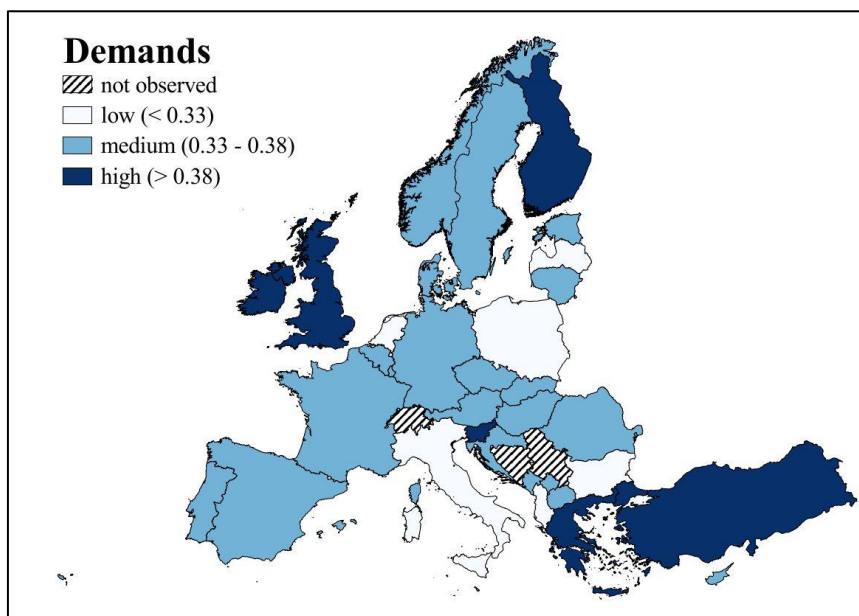 Demands
not observed
low (< 0.33)
medium (0.33 - 0.38)
high (> 0.38)